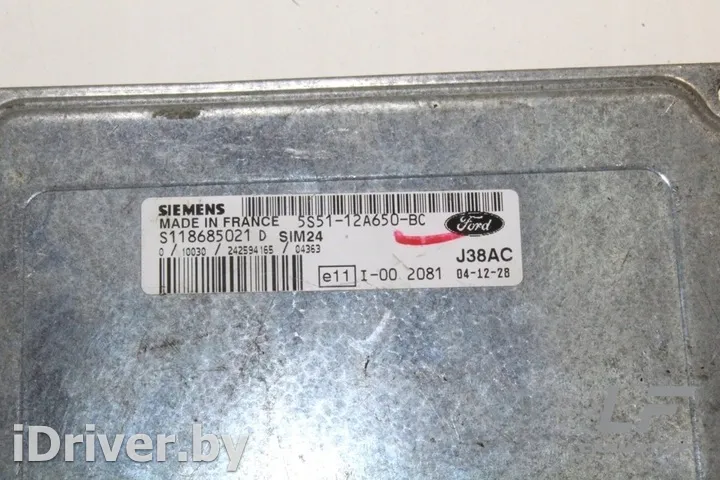 SIEMENS
MADE IN FRANCE 5S51-12A650-BC
Ford
S118685021 D SIM24
0 / 10030 / 242594165 / 04363
J38AC
e11 I-00 2081 04-12-28
LF
iDriver.by